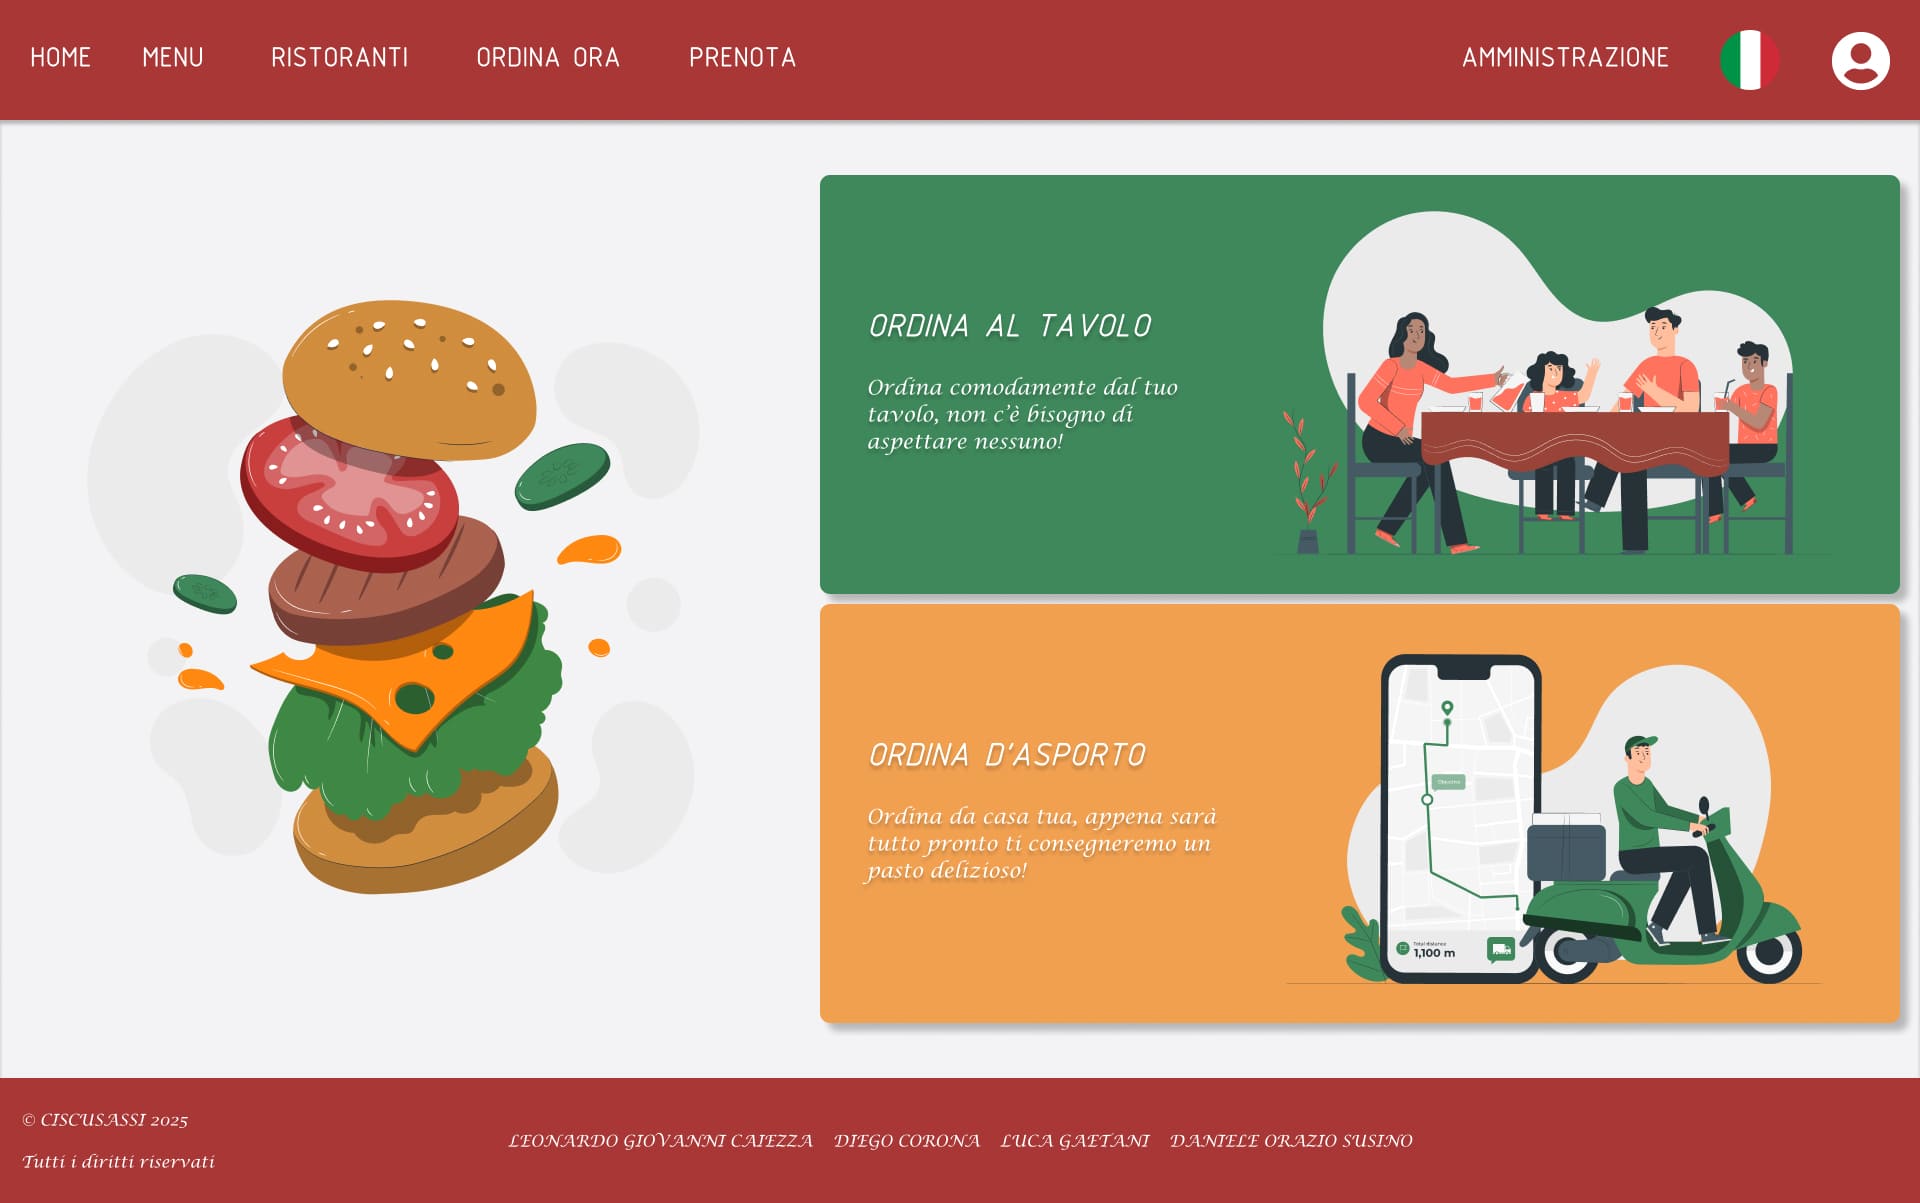 HOME MENU RISTORANTI ORDINA ORA PRENOTA AMMINISTRAZIONE
ORDINA AL TAVOLO
Ordina comodamente dal tuo
tavolo, non c'è bisogno di
aspettare nessuno!
ORDINA D'ASPORTO
Ordina da casa tua, appena sarà
tutto pronto ti consegneremo un
pasto delizioso!
Total distance
1,100 m
© CISCUSASSI 2025
Tutti i diritti riservati
LEONARDO GIOVANNI CAIEZZA DIEGO CORONA LUCA GAETANI DANIELE ORAZIO SUSINO